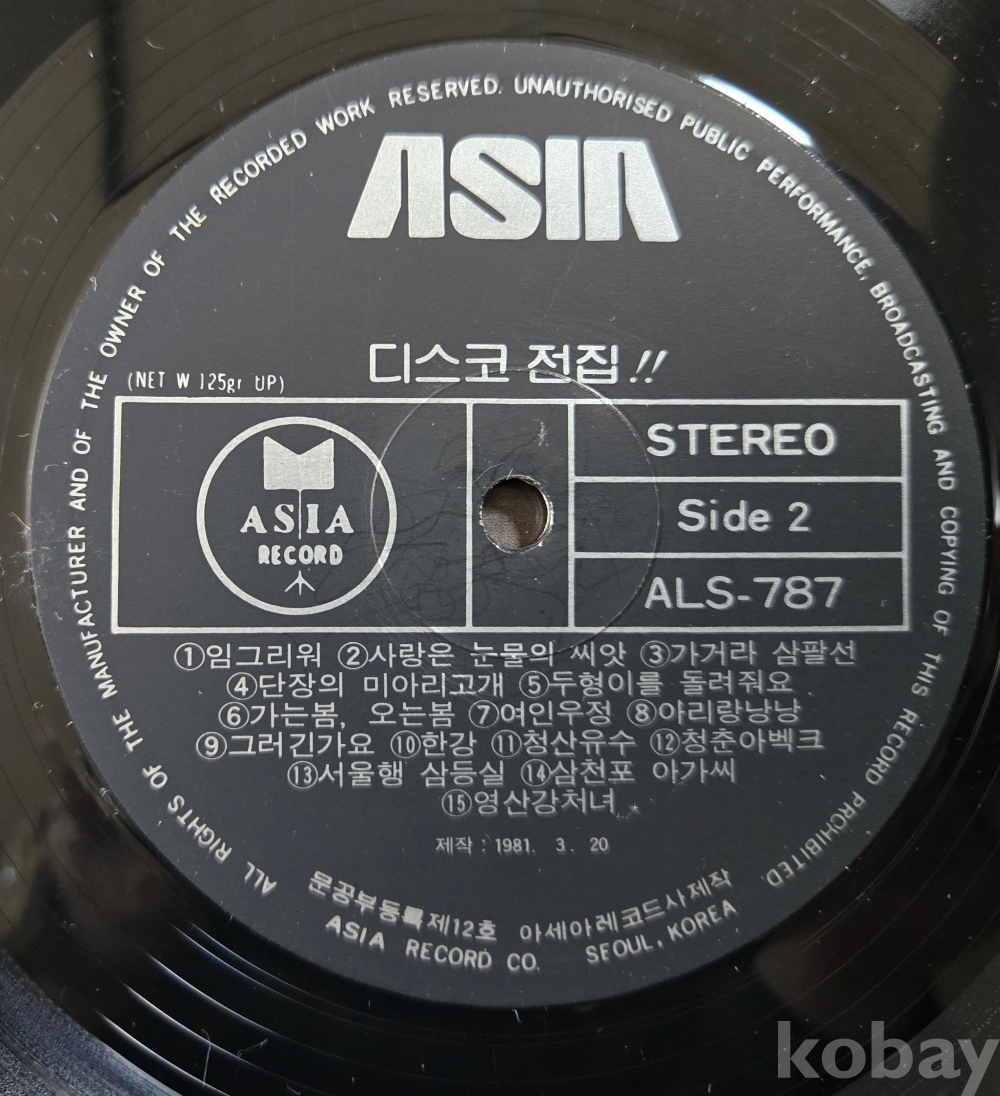 ALL RIGHTS OF THE MANUFACTURER AND OF THE OWNER OF THE RECORDED WORK RESERVED. UNAUTHORISED PUBLIC PERFORMANCE, BROADCASTING AND COPYING OF THIS RECORD PROHIBITED
ASIA
디스코 전집!!
(NET W 125gr UP)
ASIA
RECORD
STEREO
Side 2
ALS-787
①임그리워 ②사랑은 눈물의 씨앗 ③가거라 삼팔선
④단장의 미아리고개 ⑤두형이를 돌려줘요
⑥가는봄, 오는봄 ⑦여인우정 ⑧아리랑낭낭
⑨그러긴가요 ⑩한강 ⑪청산유수 ⑫청춘아벡크
⑬서울행 삼등실 ⑭삼천포 아가씨
⑮영산강처녀
제작 : 1981. 3. 20
문공부등록제12호 아세아레코드사제작
ASIA RECORD CO. SEOUL, KOREA
kobay